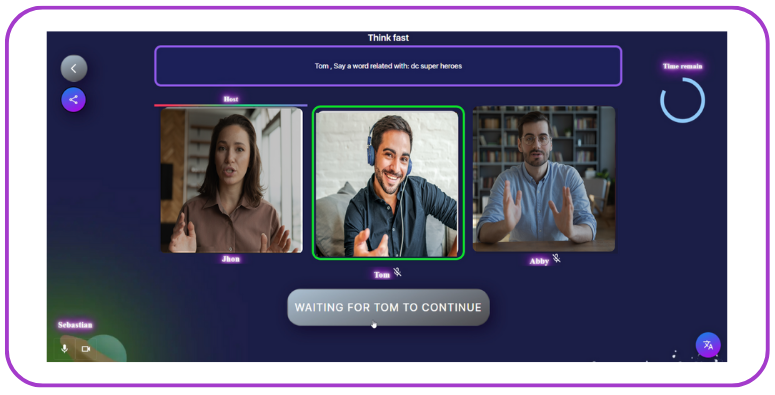 Think fast
Tom , Say a word related with: dc super heroes
Time remain
Host
Jhon
Tom
Abby
WAITING FOR TOM TO CONTINUE
Sebastian